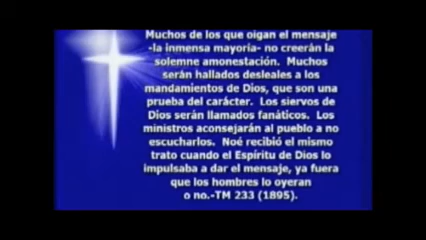 Muchos de los que oigan el mensaje
-la inmensa mayoría- no creerán la
solemne amonestación. Muchos
serán hallados desleales a los
mandamientos de Dios, que son una
prueba del carácter. Los siervos de
Dios serán llamados fanáticos. Los
ministros aconsejarán al pueblo a no
escucharlos. Noé recibió el mismo
trato cuando el Espíritu de Dios lo
impulsaba a dar el mensaje, ya fuera
que los hombres lo oyeran
o no.-TM 233 (1895).